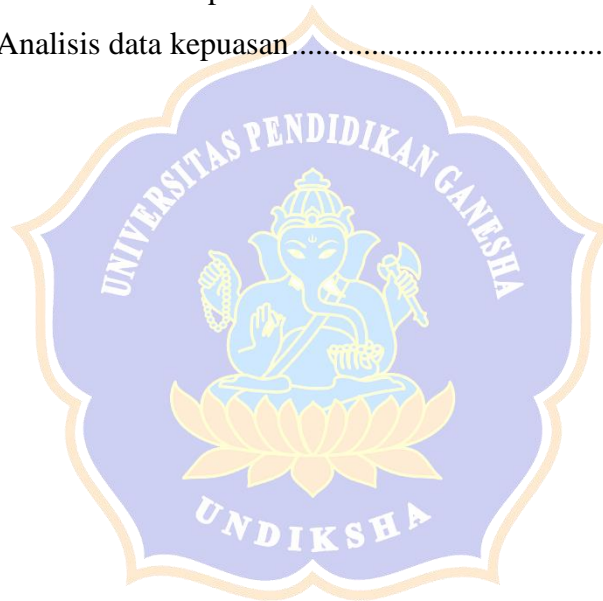 Analisis data kepuasan....................................
UNIVERSITAS PENDIDIKAN GANESHA
UNDIKSHA